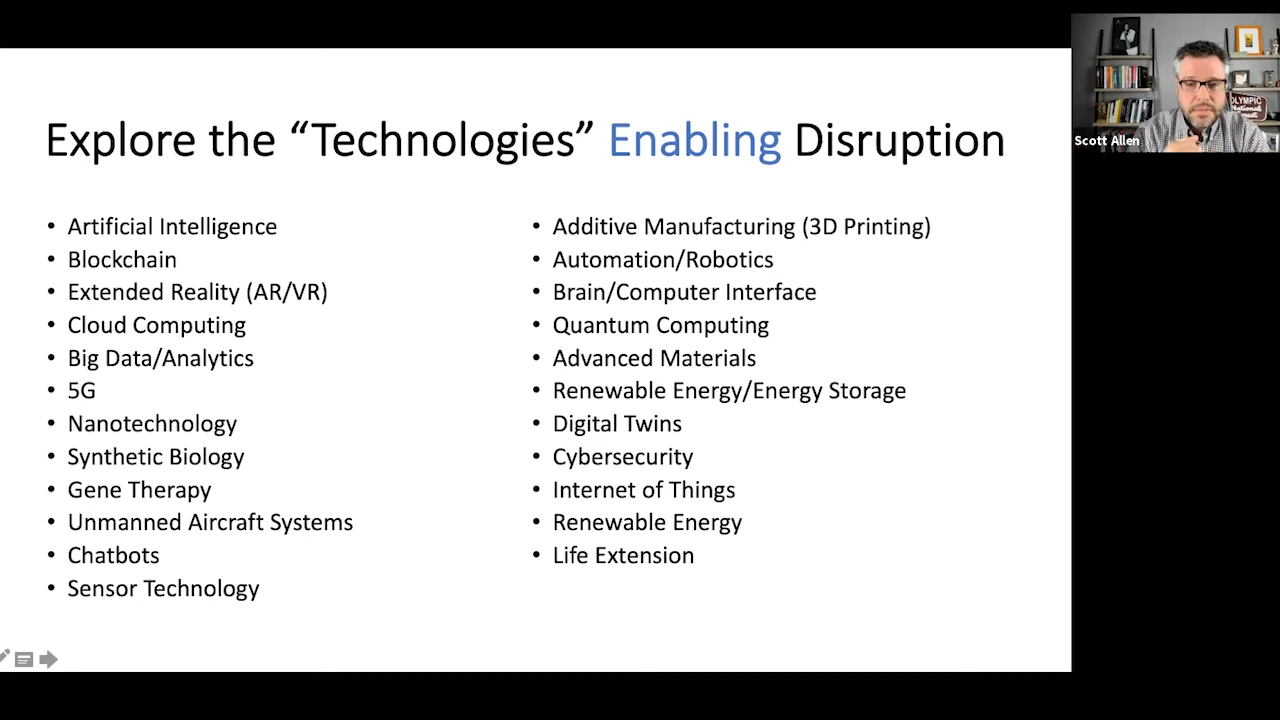 Explore the “Technologies” Enabling Disruption
• Artificial Intelligence
• Blockchain
• Extended Reality (AR/VR)
• Cloud Computing
• Big Data/Analytics
• 5G
• Nanotechnology
• Synthetic Biology
• Gene Therapy
• Unmanned Aircraft Systems
• Chatbots
• Sensor Technology
• Additive Manufacturing (3D Printing)
• Automation/Robotics
• Brain/Computer Interface
• Quantum Computing
• Advanced Materials
• Renewable Energy/Energy Storage
• Digital Twins
• Cybersecurity
• Internet of Things
• Renewable Energy
• Life Extension
OLYMPIC
Scott Allen